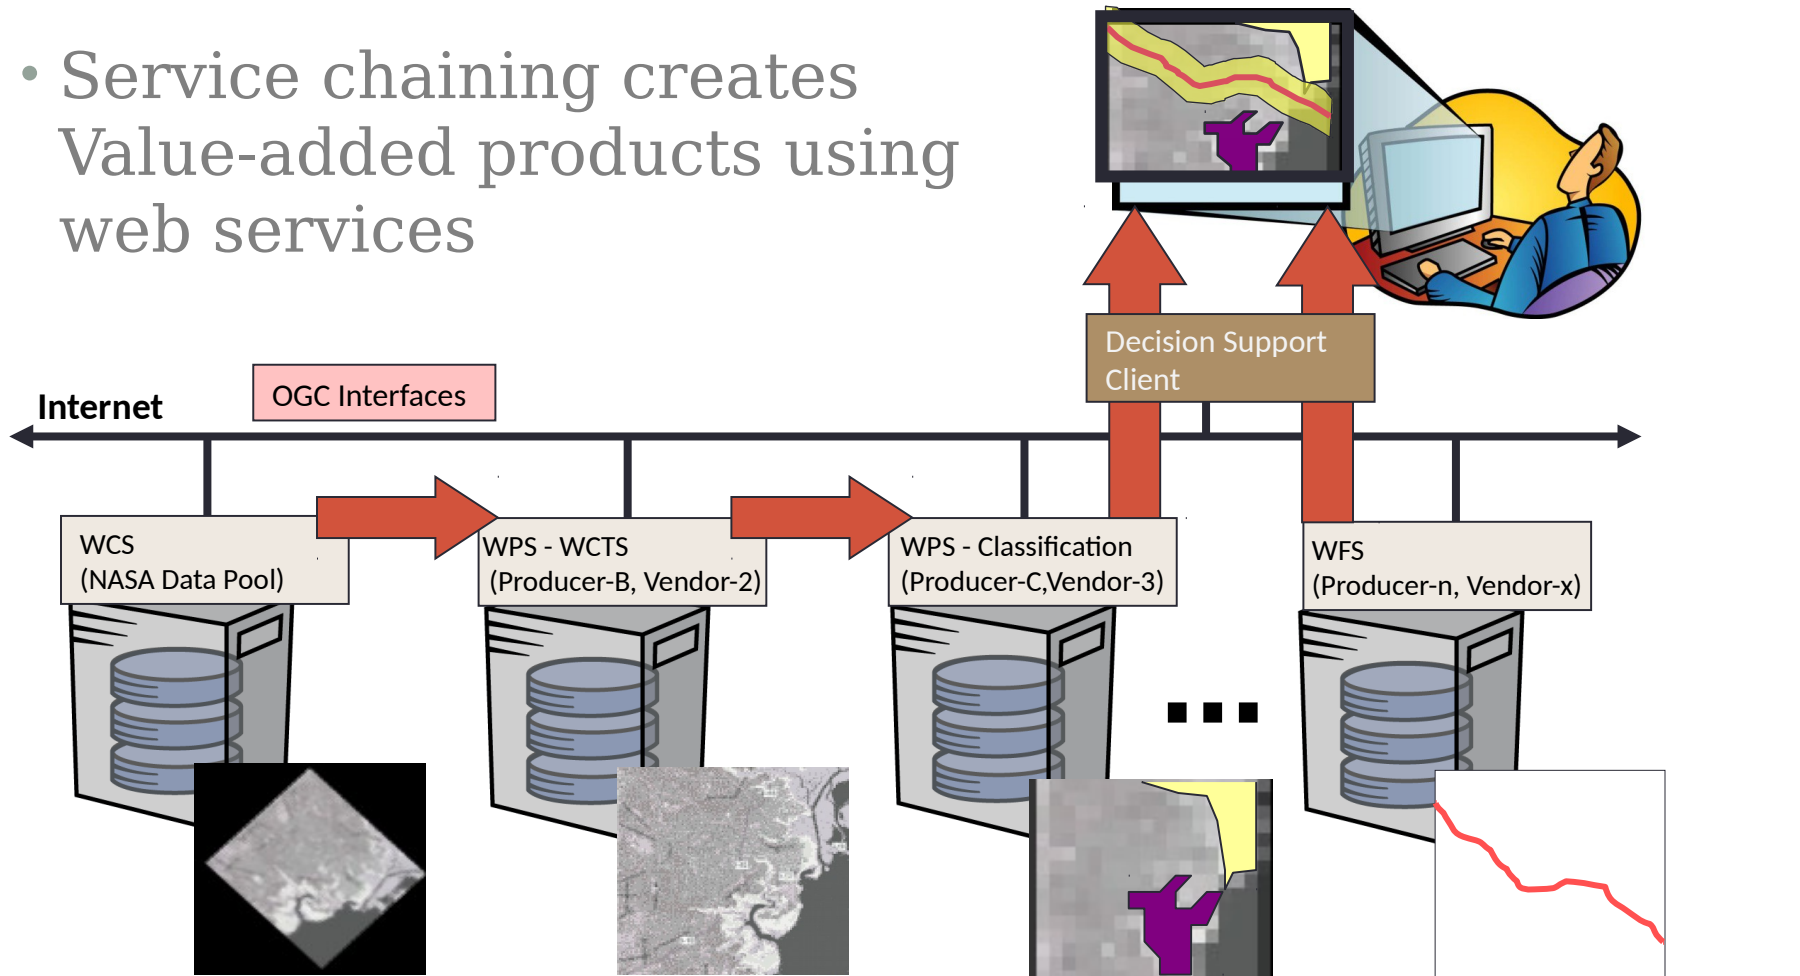 • Service chaining creates
Value-added products using
web services
Decision Support
Client
OGC Interfaces
Internet
WCS
(NASA Data Pool)
WPS - WCTS
(Producer-B, Vendor-2)
WPS - Classification
(Producer-C,Vendor-3)
WFS
(Producer-n, Vendor-x)